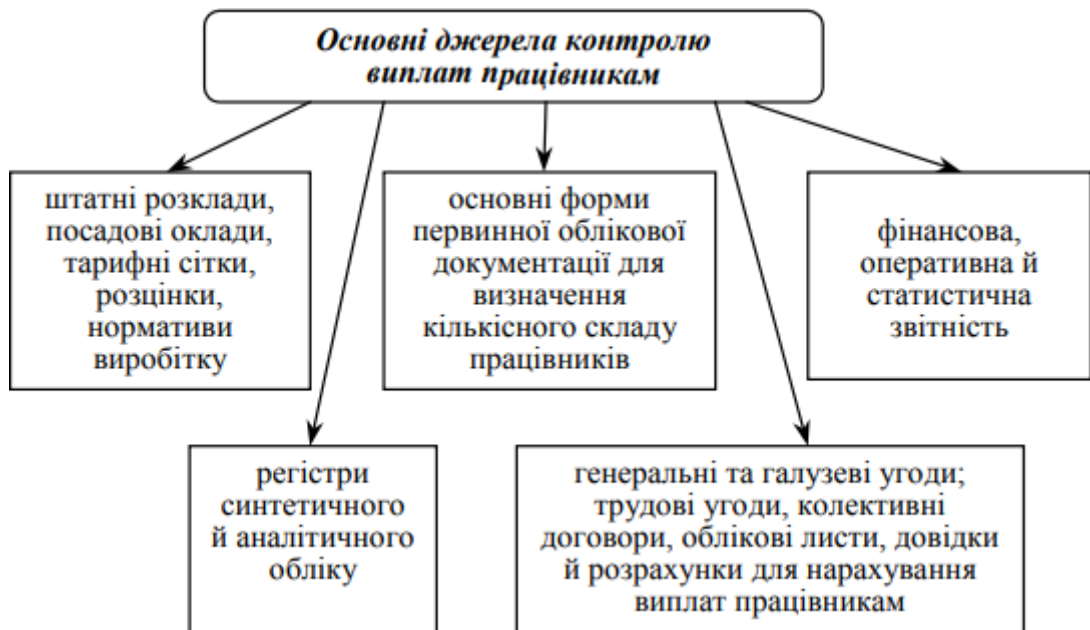 Основні джерела контролю
виплат працівникам
штатні розклади,
посадові оклади,
тарифні сітки,
розцінки,
нормативи
виробітку
основні форми
первинної облікової
документації для
визначення
кількісного складу
працівників
фінансова,
оперативна й
статистична
звітність
регістри
синтетичного
й аналітичного
обліку
генеральні та галузеві угоди;
трудові угоди, колективні
договори, облікові листи, довідки
й розрахунки для нарахування
виплат працівникам